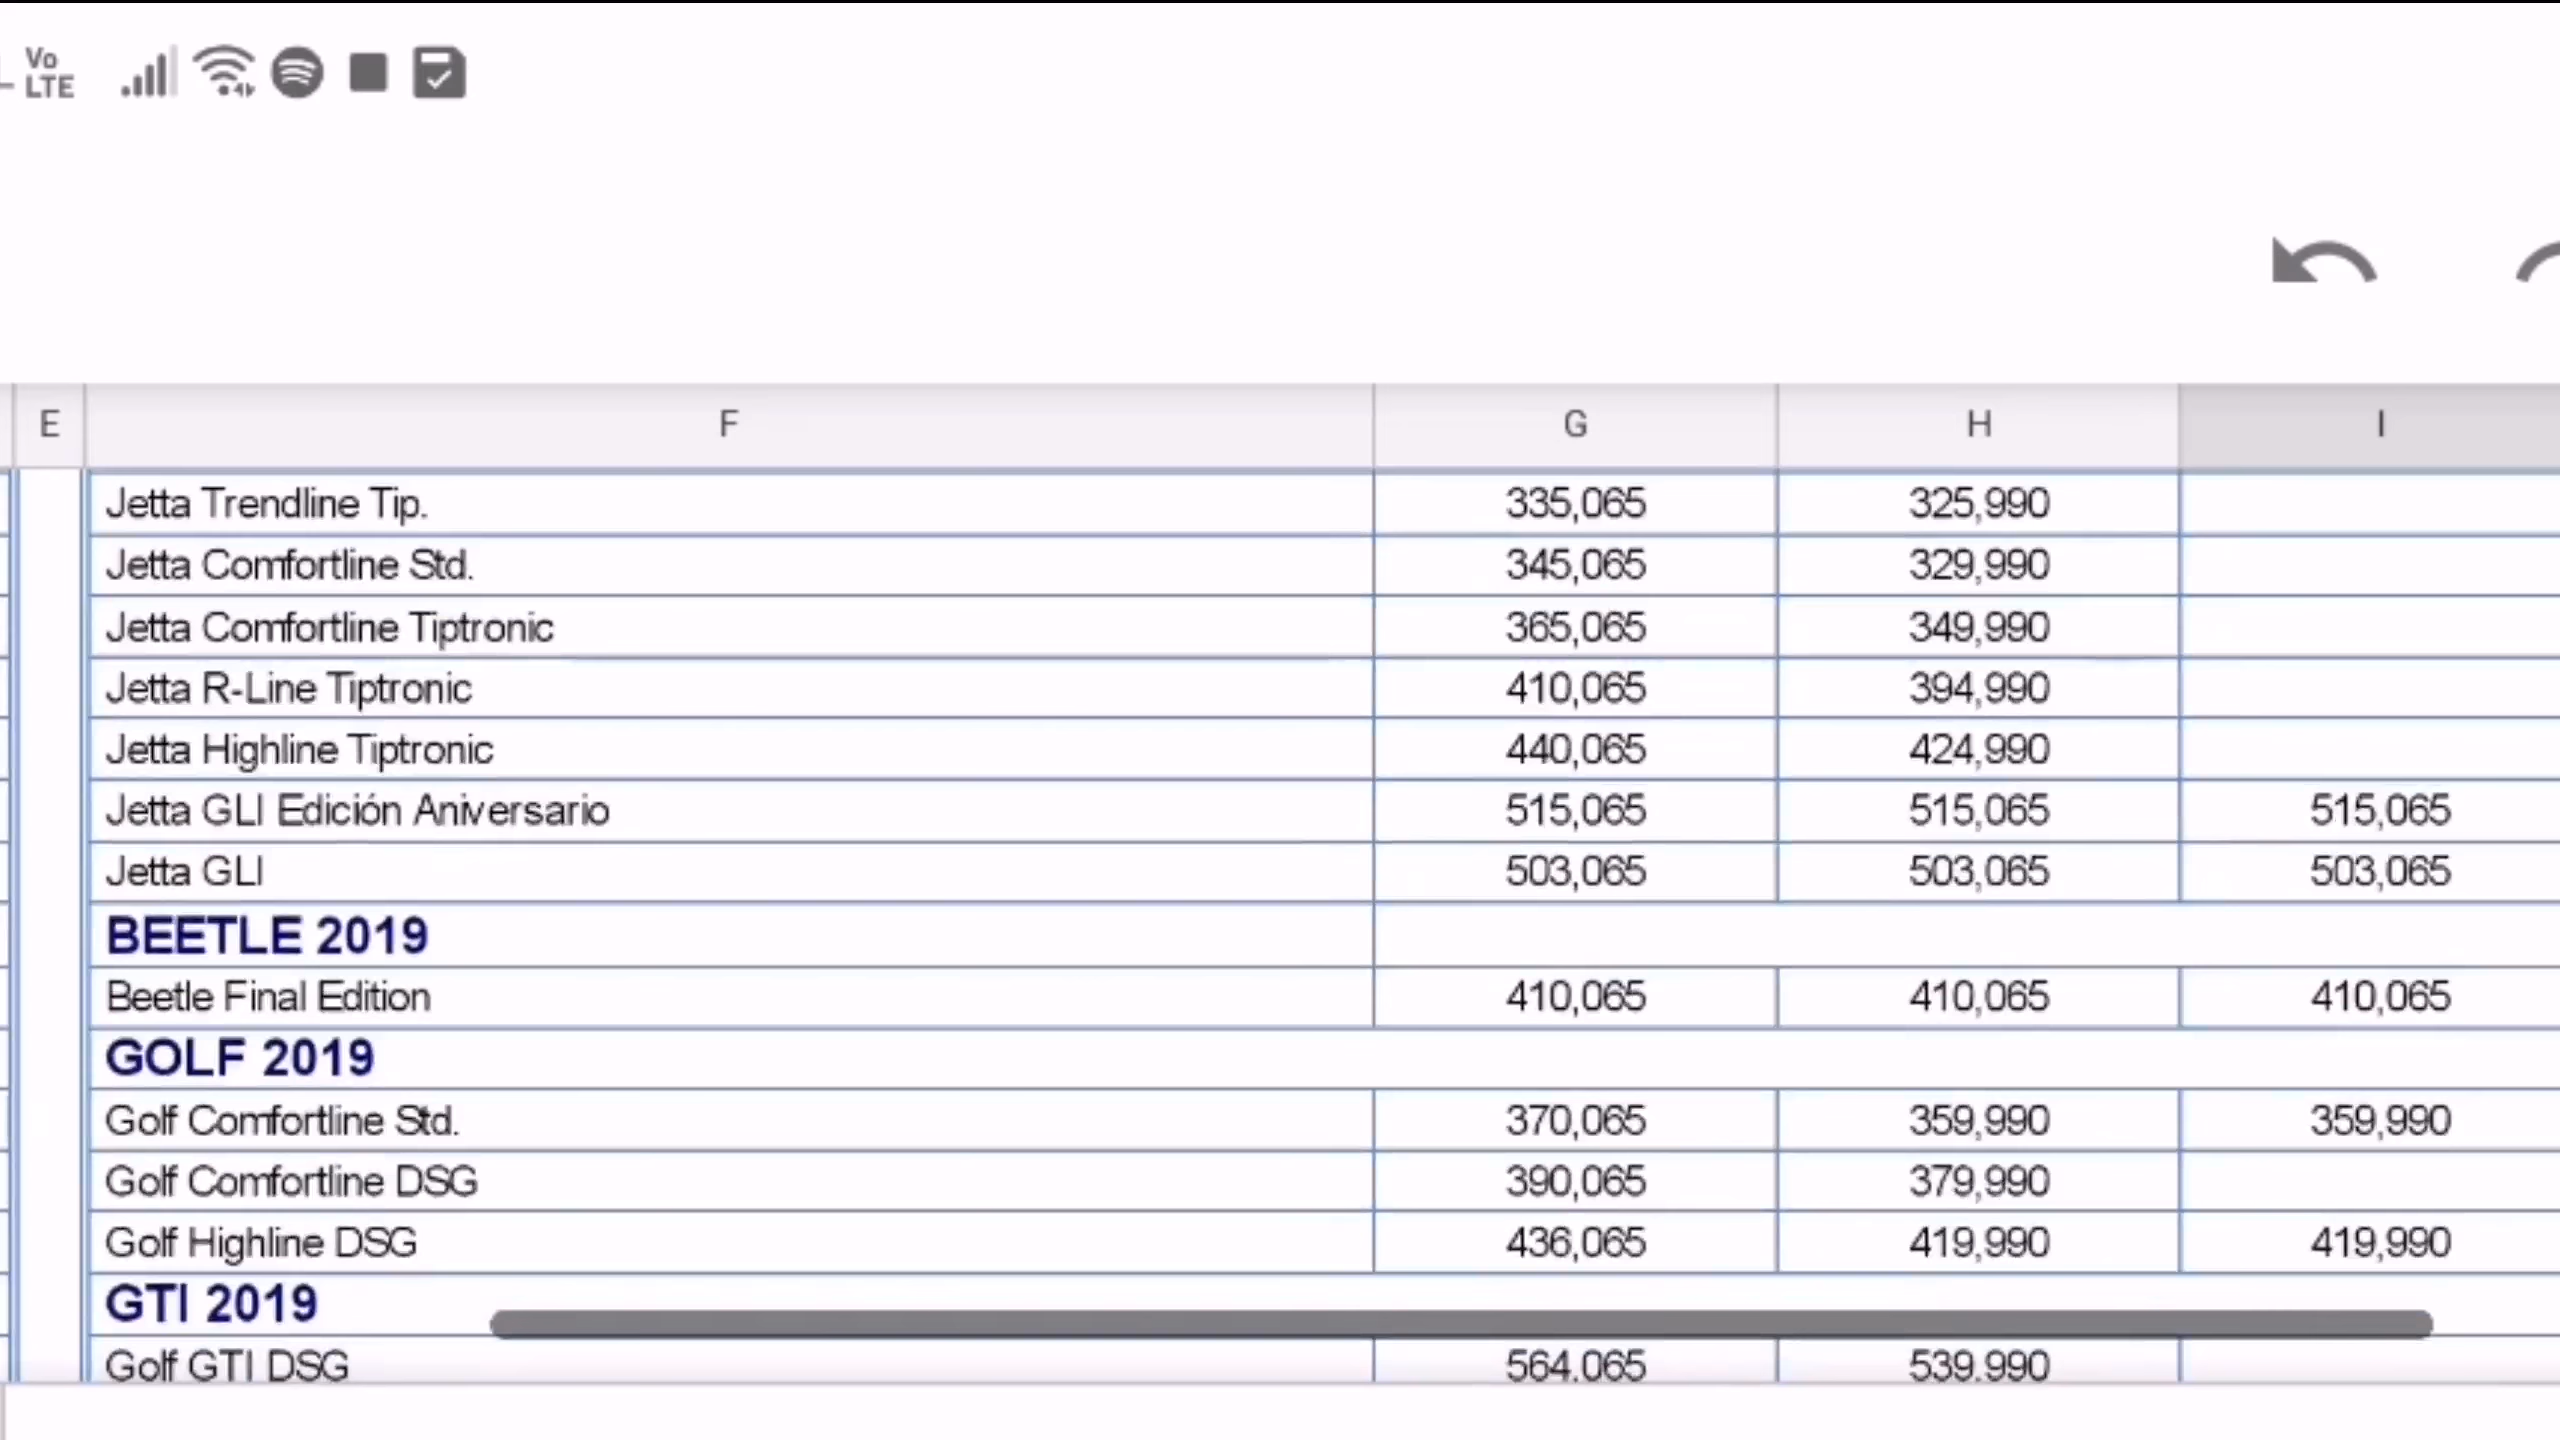 Vo
LTE
E F G H I
Jetta Trendline Tip. 335,065 325,990
Jetta Comfortline Std. 345,065 329,990
Jetta Comfortline Tiptronic 365,065 349,990
Jetta R-Line Tiptronic 410,065 394,990
Jetta Highline Tiptronic 440,065 424,990
Jetta GLI Edición Aniversario 515,065 515,065 515,065
Jetta GLI 503,065 503,065 503,065
BEETLE 2019
Beetle Final Edition 410,065 410,065 410,065
GOLF 2019
Golf Comfortline Std. 370,065 359,990 359,990
Golf Comfortline DSG 390,065 379,990
Golf Highline DSG 436,065 419,990 419,990
GTI 2019
Golf GTI DSG 564.065 539.990